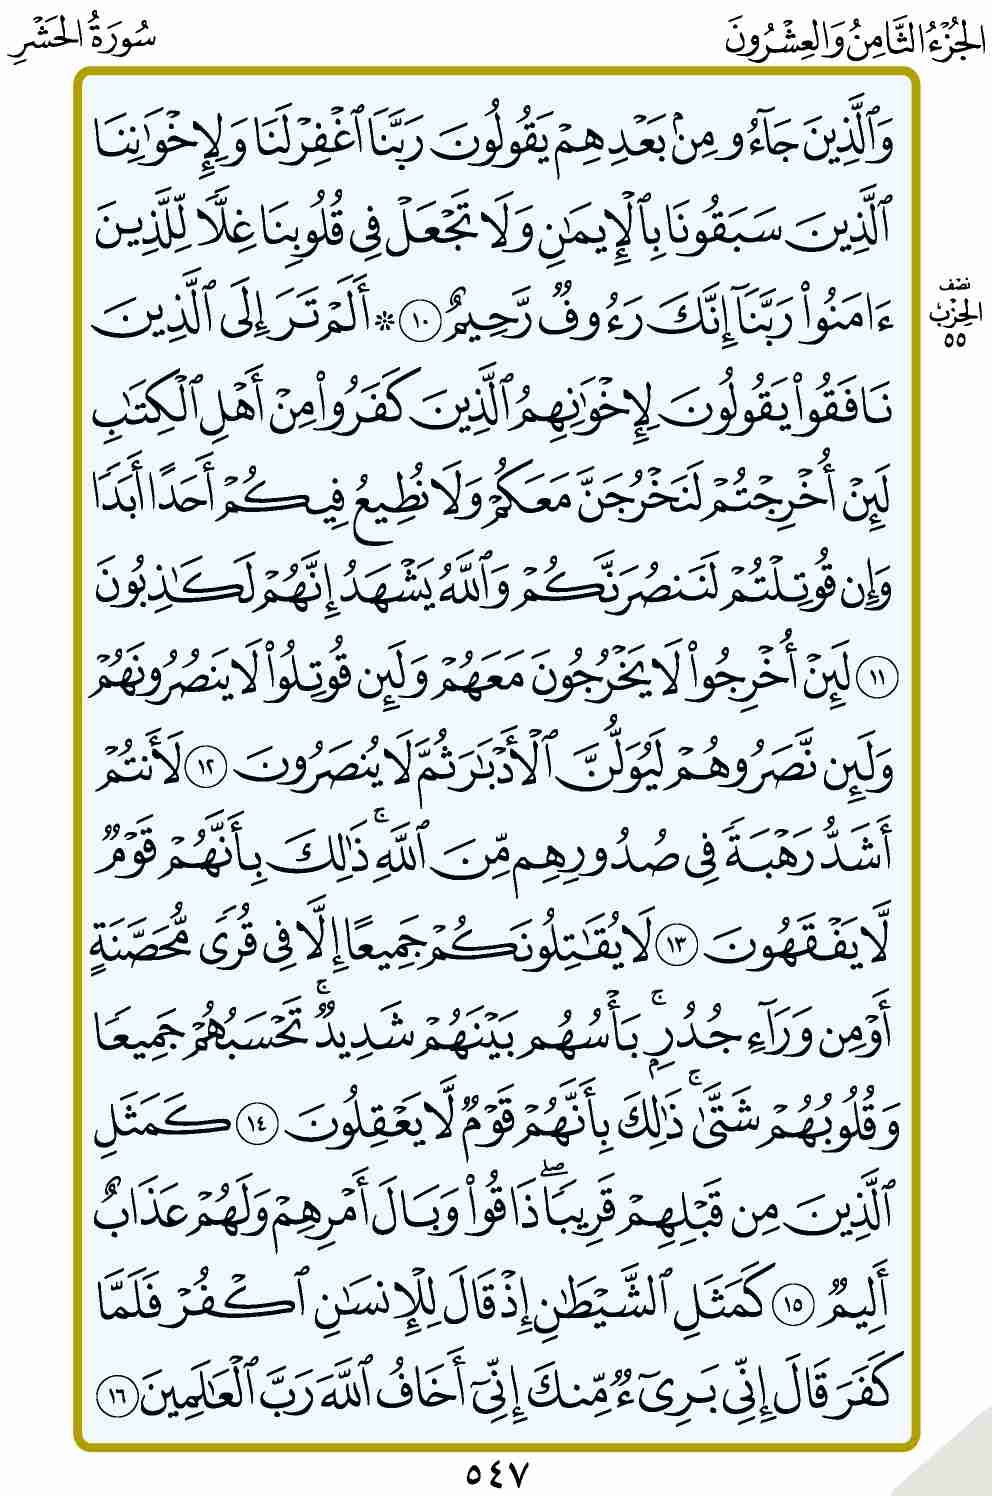 الجُزْءُ الثَّامِنُ وَالعِشْرُونَ
سُورَةُ الحَشْرِ
وَٱلَّذِينَ جَآءُو مِنۢ بَعْدِهِمْ يَقُولُونَ رَبَّنَا ٱغْفِرْ لَنَا وَلِإِخْوَٰنِنَا
ٱلَّذِينَ سَبَقُونَا بِٱلْإِيمَٰنِ وَلَا تَجْعَلْ فِى قُلُوبِنَا غِلًّا لِّلَّذِينَ
ءَامَنُوا۟ رَبَّنَآ إِنَّكَ رَءُوفٌ رَّحِيمٌ ١٠ ۞ أَلَمْ تَرَ إِلَى ٱلَّذِينَ
نَافَقُوا۟ يَقُولُونَ لِإِخْوَٰنِهِمُ ٱلَّذِينَ كَفَرُوا۟ مِنْ أَهْلِ ٱلْكِتَٰبِ
لَئِنْ أُخْرِجْتُمْ لَنَخْرُجَنَّ مَعَكُمْ وَلَا نُطِيعُ فِيكُمْ أَحَدًا أَبَدًا
وَإِن قُوتِلْتُمْ لَنَنصُرَنَّكُمْ وَٱللَّهُ يَشْهَدُ إِنَّهُمْ لَكَٰذِبُونَ
١١ لَئِنْ أُخْرِجُوا۟ لَا يَخْرُجُونَ مَعَهُمْ وَلَئِن قُوتِلُوا۟ لَا يَنصُرُونَهُمْ
وَلَئِن نَّصَرُوهُمْ لَيُوَلُّنَّ ٱلْأَدْبَٰرَ ثُمَّ لَا يُنصَرُونَ ١٢ لَأَنتُمْ
أَشَدُّ رَهْبَةً فِى صُدُورِهِم مِّنَ ٱللَّهِ ۚ ذَٰلِكَ بِأَنَّهُمْ قَوْمٌ
لَّا يَفْقَهُونَ ١٣ لَا يُقَٰتِلُونَكُمْ جَمِيعًا إِلَّا فِى قُرًى مُّحَصَّنَةٍ
أَوْ مِن وَرَآءِ جُدُرٍۭ ۚ بَأْسُهُم بَيْنَهُمْ شَدِيدٌ ۚ تَحْسَبُهُمْ جَمِيعًا
وَقُلُوبُهُمْ شَتَّىٰ ۚ ذَٰلِكَ بِأَنَّهُمْ قَوْمٌ لَّا يَعْقِلُونَ ١٤ كَمَثَلِ
ٱلَّذِينَ مِن قَبْلِهِمْ قَرِيبًا ۖ ذَاقُوا۟ وَبَالَ أَمْرِهِمْ وَلَهُمْ عَذَابٌ
أَلِيمٌ ١٥ كَمَثَلِ ٱلشَّيْطَٰنِ إِذْ قَالَ لِلْإِنسَٰنِ ٱكْفُرْ فَلَمَّا
كَفَرَ قَالَ إِنِّى بَرِىٓءٌ مِّنكَ إِنِّىٓ أَخَافُ ٱللَّهَ رَبَّ ٱلْعَٰلَمِينَ ١٦
نصف
الحِزْبُ
٥٥
٥٤٧